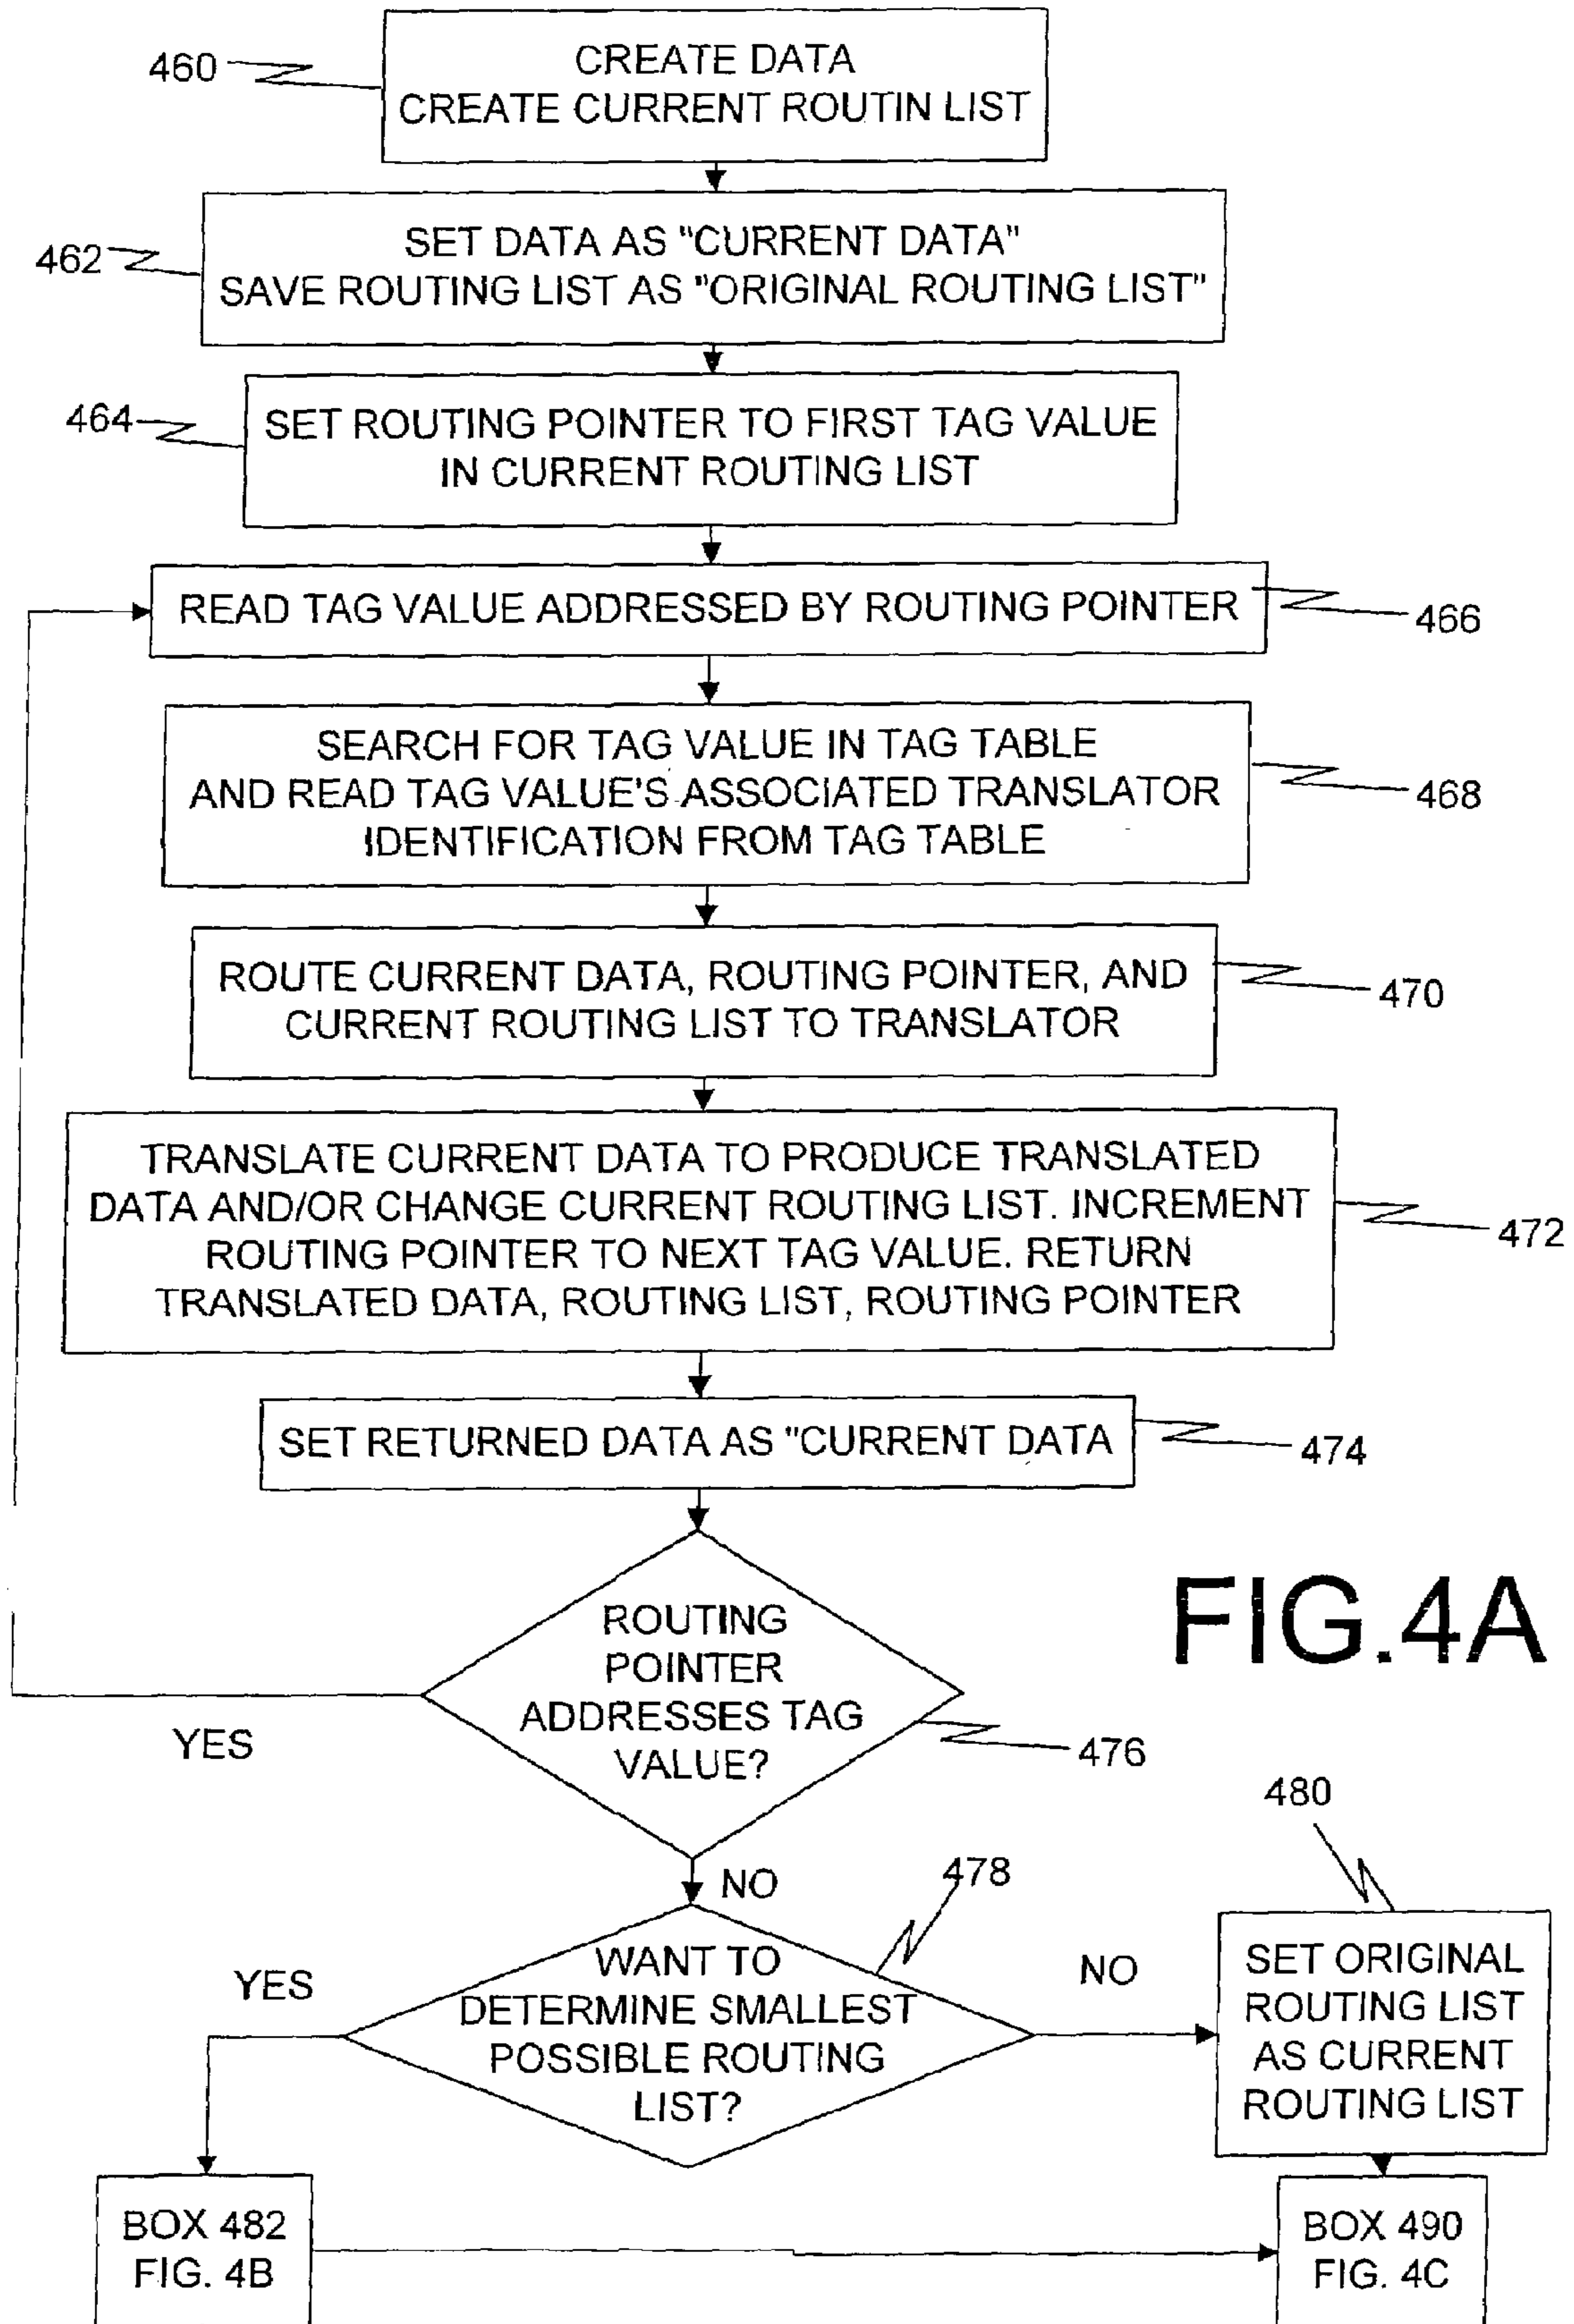 460
CREATE DATA
CREATE CURRENT ROUTIN LIST
462
SET DATA AS "CURRENT DATA"
SAVE ROUTING LIST AS "ORIGINAL ROUTING LIST"
464
SET ROUTING POINTER TO FIRST TAG VALUE
IN CURRENT ROUTING LIST
READ TAG VALUE ADDRESSED BY ROUTING POINTER
466
SEARCH FOR TAG VALUE IN TAG TABLE
AND READ TAG VALUE'S ASSOCIATED TRANSLATOR
IDENTIFICATION FROM TAG TABLE
468
ROUTE CURRENT DATA, ROUTING POINTER, AND
CURRENT ROUTING LIST TO TRANSLATOR
470
TRANSLATE CURRENT DATA TO PRODUCE TRANSLATED
DATA AND/OR CHANGE CURRENT ROUTING LIST. INCREMENT
ROUTING POINTER TO NEXT TAG VALUE. RETURN
TRANSLATED DATA, ROUTING LIST, ROUTING POINTER
472
SET RETURNED DATA AS "CURRENT DATA
474
ROUTING
POINTER
ADDRESSES TAG
VALUE?
YES
476
FIG.4A
NO
478
480
WANT TO
DETERMINE SMALLEST
POSSIBLE ROUTING
LIST?
YES
NO
SET ORIGINAL
ROUTING LIST
AS CURRENT
ROUTING LIST
BOX 482
FIG. 4B
BOX 490
FIG. 4C